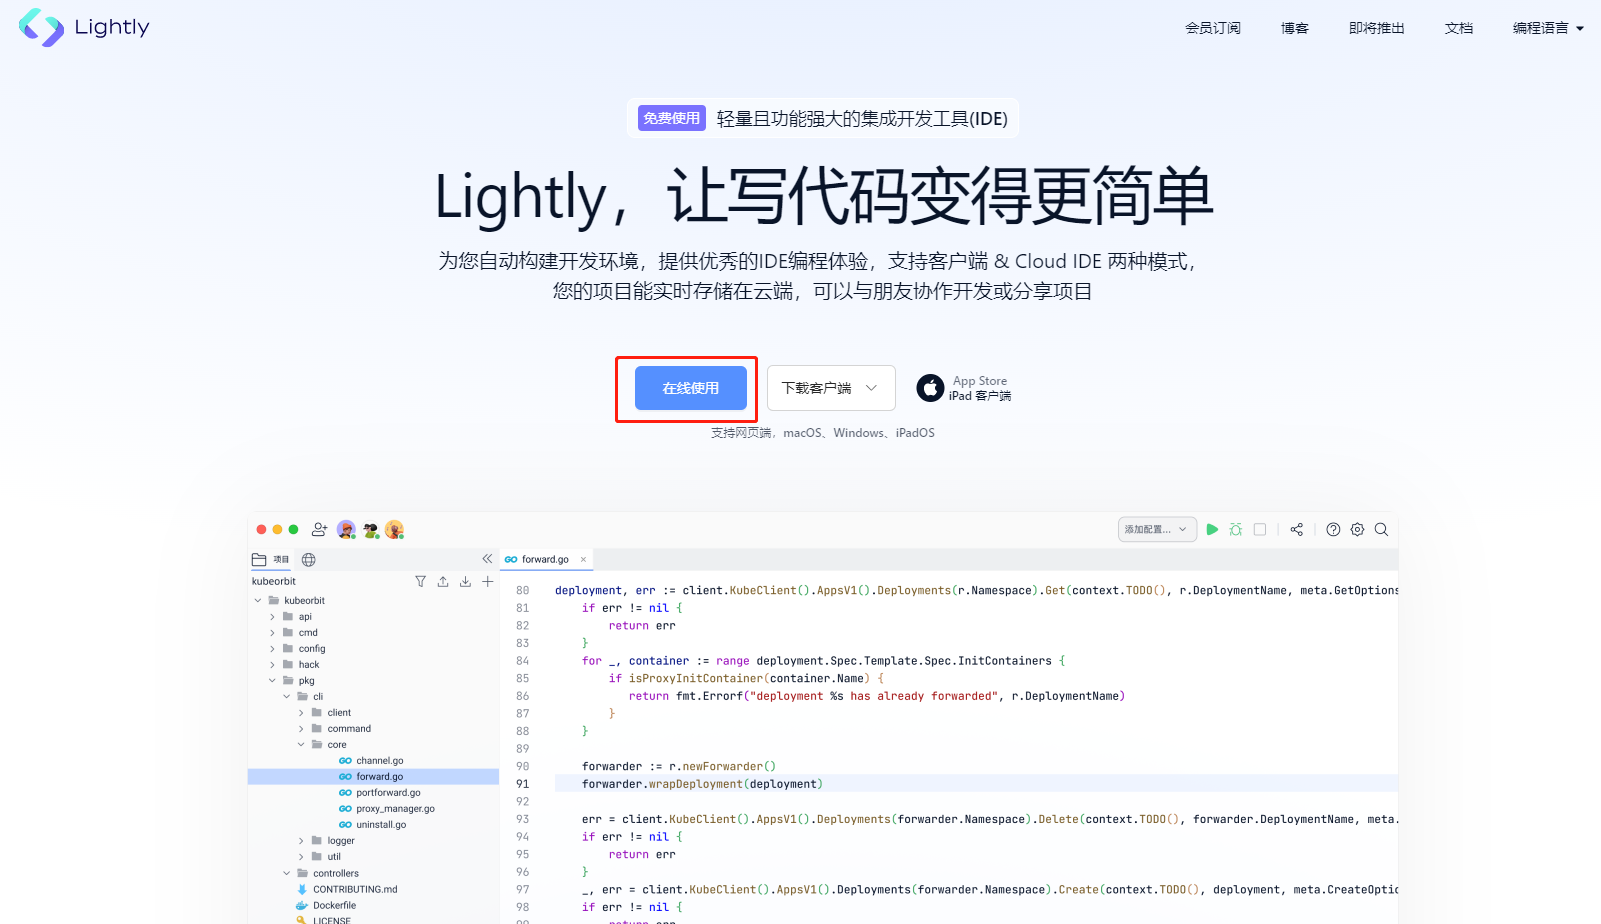 Lightly
会员订阅
博客
即将推出
文档
编程语言
免费使用 轻量且功能强大的集成开发工具(IDE)
Lightly，让写代码变得更简单
为您自动构建开发环境，提供优秀的IDE编程体验，支持客户端 & Cloud IDE 两种模式，
您的项目能实时存储在云端，可以与朋友协作开发或分享项目
在线使用
下载客户端
App Store
iPad 客户端
支持网页端，macOS、Windows、iPadOS
添加配置...
项目
forward.go
kubeorbit
kubeorbit
api
cmd
config
hack
pkg
cli
client
command
core
GO channel.go
GO forward.go
GO portforward.go
GO proxy_manager.go
GO uninstall.go
logger
util
controllers
CONTRIBUTING.md
Dockerfile
LICENSE
GO forward.go
80 deployment, err := client.KubeClient().AppsV1().Deployments(r.Namespace).Get(context.TODO(), r.DeploymentName, meta.GetOptions
81 if err != nil {
82 return err
83 }
84 for _, container := range deployment.Spec.Template.Spec.InitContainers {
85 if isProxyInitContainer(container.Name) {
86 return fmt.Errorf("deployment %s has already forwarded", r.DeploymentName)
87 }
88 }
89
90 forwarder := r.newForwarder()
91 forwarder.wrapDeployment(deployment)
92
93 err = client.KubeClient().AppsV1().Deployments(forwarder.Namespace).Delete(context.TODO(), forwarder.DeploymentName, meta.
94 if err != nil {
95 return err
96 }
97 _, err = client.KubeClient().AppsV1().Deployments(forwarder.Namespace).Create(context.TODO(), deployment, meta.CreateOptio
98 if err != nil {
99 return err